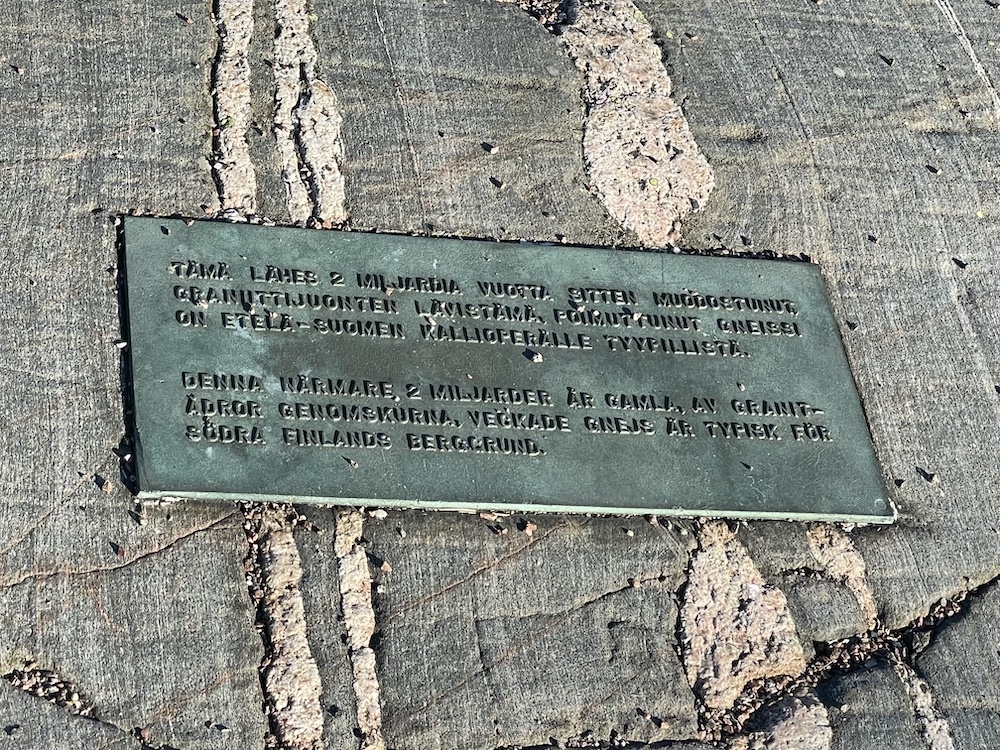 TÄMÄ LÄHES 2 MILJARDIA VUOTTA SITTEN MUODOSTUNUT,
GRANIITTIJUONTEN LÄVISTÄMÄ, POIMUTTUNUT GNEISSI
ON ETELÄ-SUOMEN KALLIOPERÄLLE TYYPILLISTÄ.
DENNA NÄRMARE 2 MILJARDER ÅR GAMLA, AV GRANIT-
ÅDROR GENOMSKURNA, VECKADE GNEJS ÄR TYPISK FÖR
SÖDRA FINLANDS BERGGRUND.